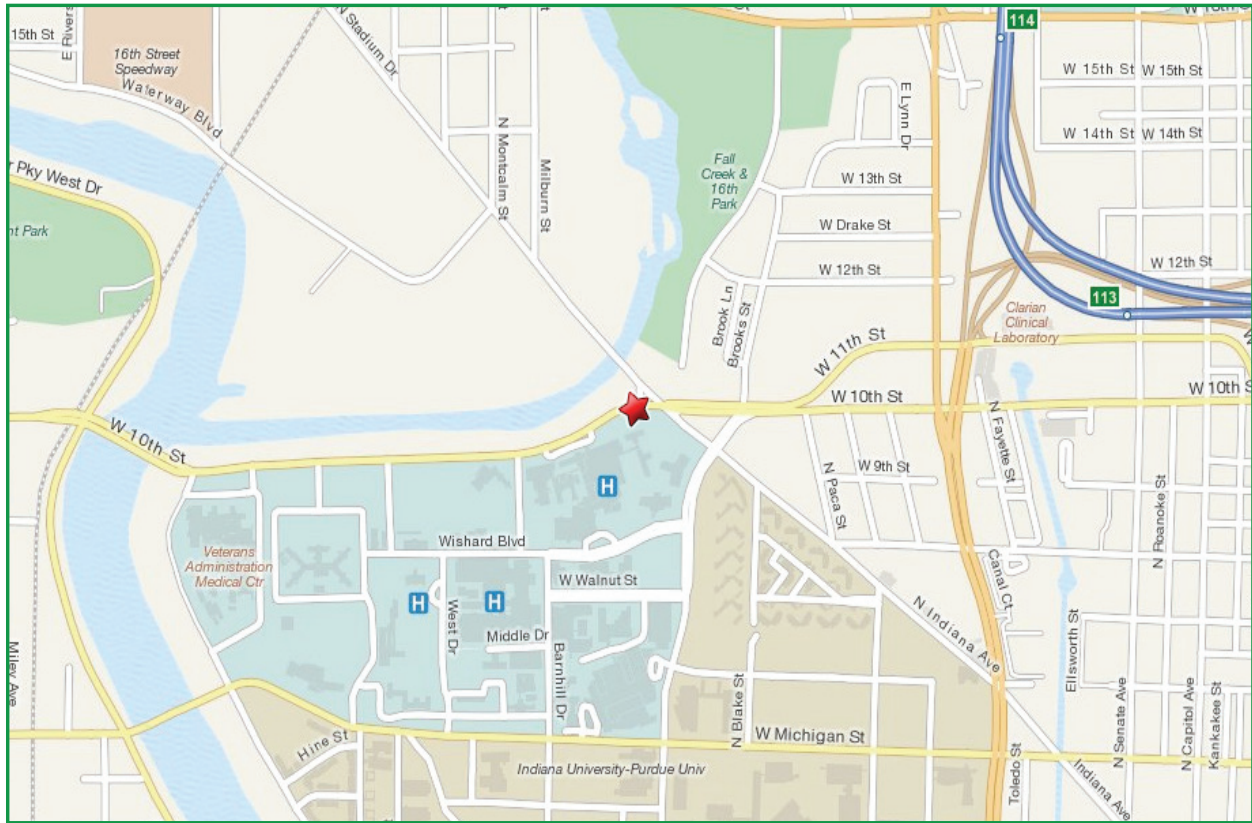 114
N Stadium Dr
15th St
E Rivers
16th Street
Speedway
W 15th St
W 15th St
Waterway Blvd
E Lynn Dr
N Montcalm St
Milburn St
W 14th St
W 14th St
Fall
Creek &
16th
Park
Pky West Dr
W 13th St
nt Park
W Drake St
W 12th St
W 12th St
113
Brook Ln
Brooks St
Clarian
Clinical
Laboratory
W 11th St
W 10th St
W 10th S
W 10th St
N Fayette St
W 9th St
N Paca St
H
N Roanoke St
Wishard Blvd
Veterans
Administration
Medical Ctr
W Walnut St
Canal Ct
H
H
West Dr
Middle Dr
N Indiana Ave
Ellsworth St
Miley Ave
Barnhill Dr
N Blake St
N Senate Ave
N Capitol Ave
Kankakee St
W Michigan St
Hine St
Indiana University-Purdue Univ
Toledo St
Indiana Ave